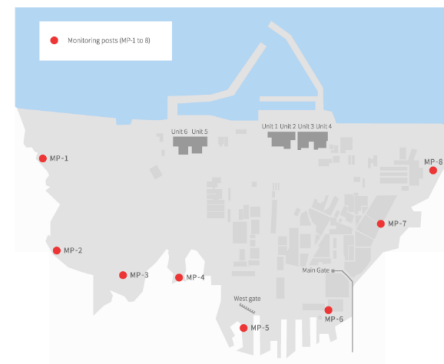 Monitoring posts (MP-1 to 8)
Unit 6 Unit 5
Unit 1 Unit 2 Unit 3 Unit 4
MP-1
MP-8
MP-7
MP-2
MP-3
MP-4
Main Gate
West gate
MP-6
MP-5